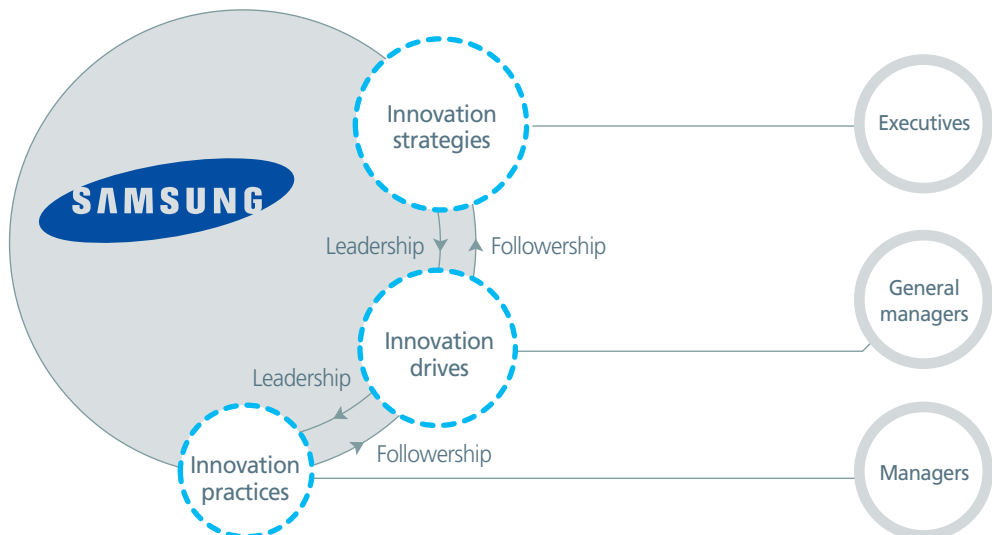 Innovation
strategies
Executives
SAMSUNG
Leadership
Followership
General
managers
Innovation
drives
Leadership
Followership
Innovation
practices
Managers